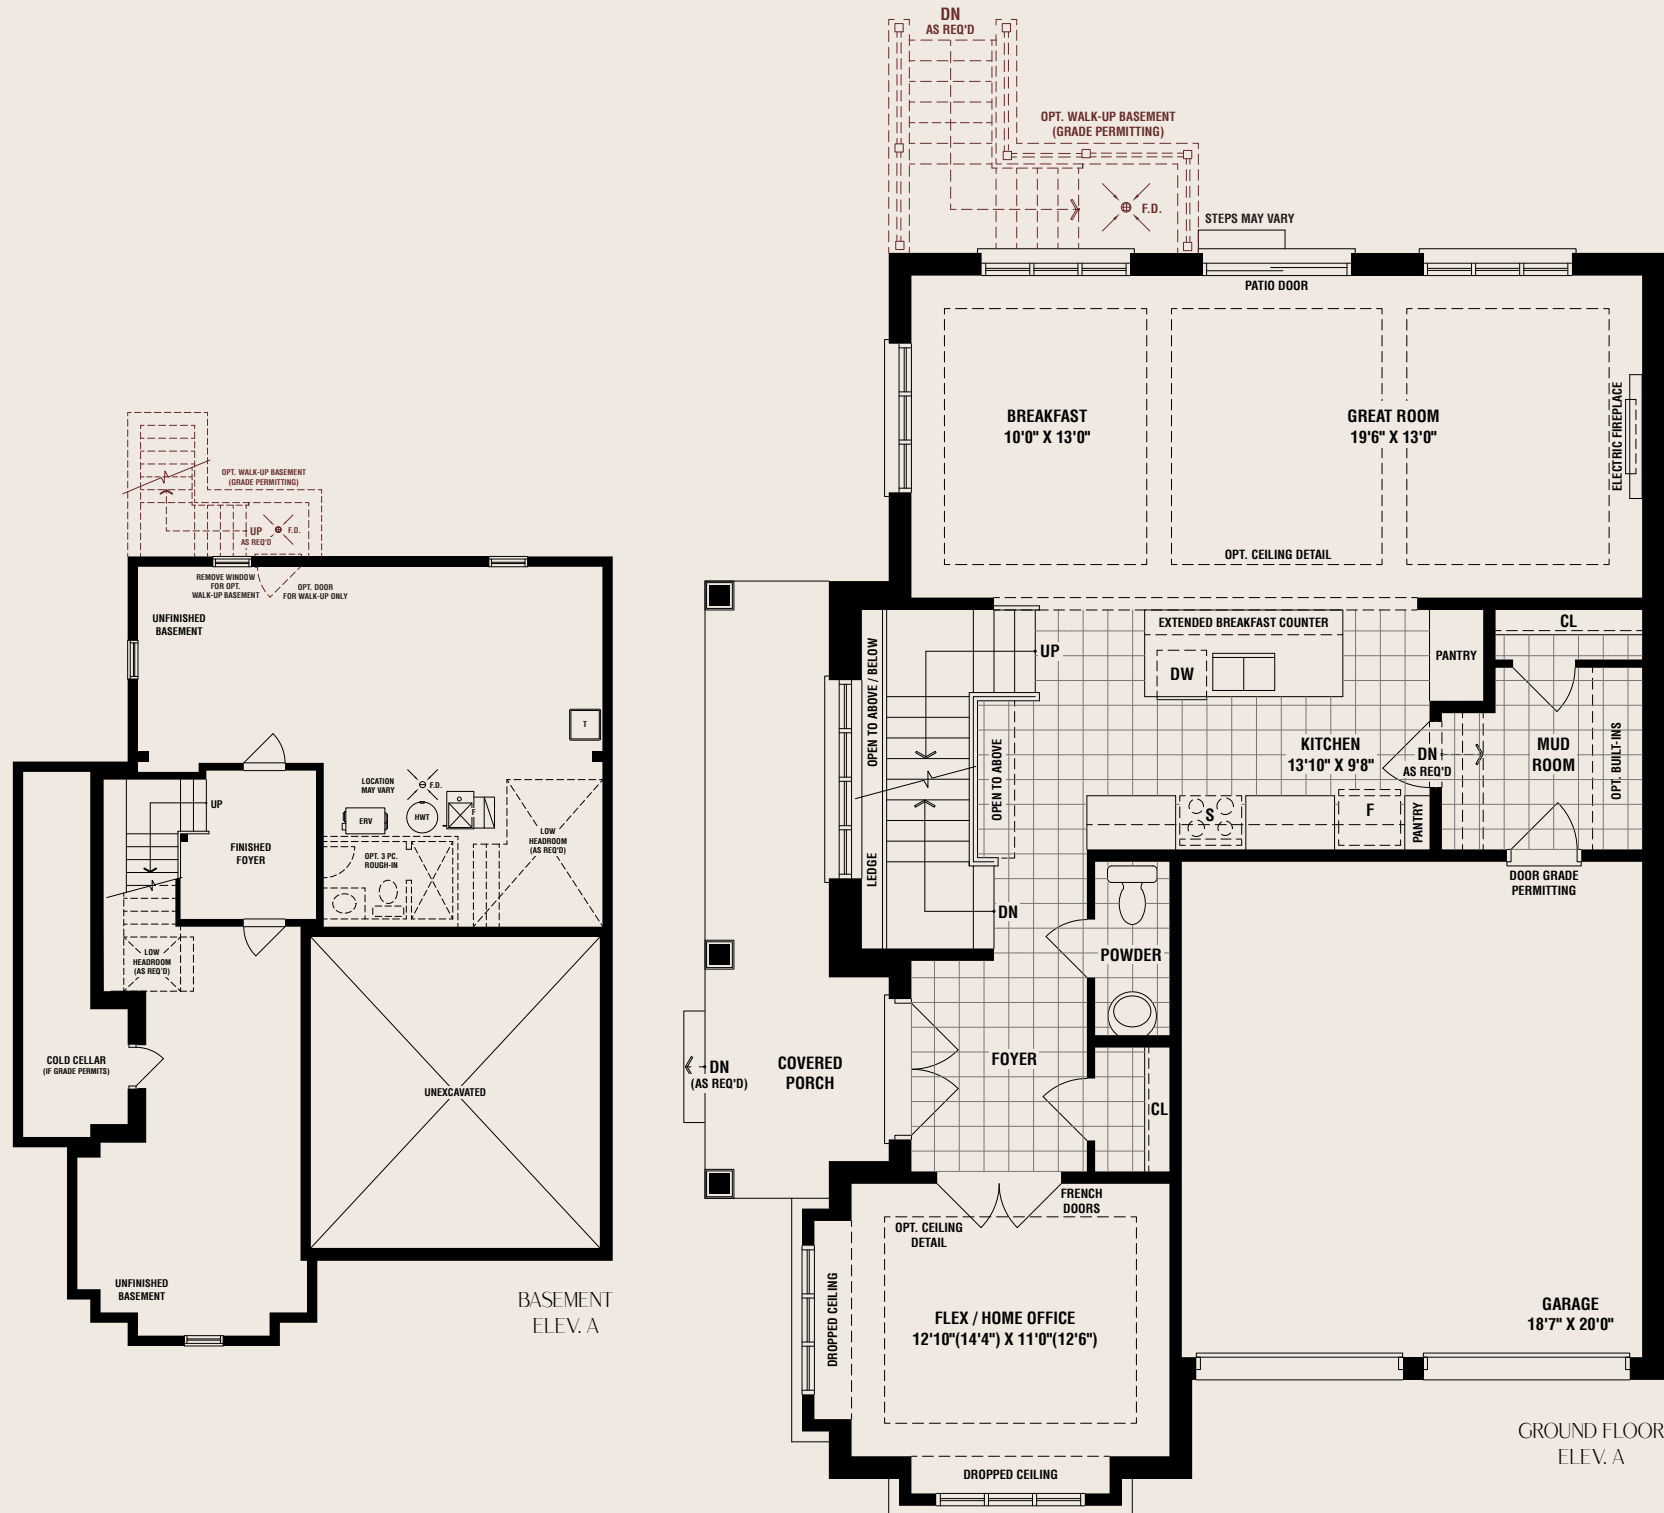 OPT. WALK-UP BASEMENT
(GRADE PERMITTING)
UP
AS REQ'D
F.D.
REMOVE WINDOW
FOR OPT.
WALK-UP BASEMENT
OPT. DOOR
FOR WALK-UP ONLY
UNFINISHED
BASEMENT
T
LOCATION
MAY VARY
F.D.
UP
ERV
HWT
F
LOW
HEADROOM
(AS REQ'D)
FINISHED
FOYER
OPT. 3 PC.
ROUGH-IN
LOW
HEADROOM
(AS REQ'D)
COLD CELLAR
(IF GRADE PERMITS)
UNEXCAVATED
UNFINISHED
BASEMENT
BASEMENT
ELEV. A
DN
AS REQ'D
OPT. WALK-UP BASEMENT
(GRADE PERMITTING)
F.D.
STEPS MAY VARY
PATIO DOOR
BREAKFAST
10'0" X 13'0"
GREAT ROOM
19'6" X 13'0"
ELECTRIC FIREPLACE
OPT. CEILING DETAIL
EXTENDED BREAKFAST COUNTER
CL
OPEN TO ABOVE / BELOW
UP
DW
PANTRY
KITCHEN
13'10" X 9'8"
DN
AS REQ'D
MUD
ROOM
OPT. BUILT-INS
OPEN TO ABOVE
S
F
PANTRY
LEDGE
DOOR GRADE
PERMITTING
DN
POWDER
COVERED
PORCH
DN
(AS REQ'D)
FOYER
CL
FRENCH
DOORS
OPT. CEILING
DETAIL
DROPPED CEILING
FLEX / HOME OFFICE
12'10"(14'4") X 11'0"(12'6")
GARAGE
18'7" X 20'0"
DROPPED CEILING
GROUND FLOOR
ELEV. A